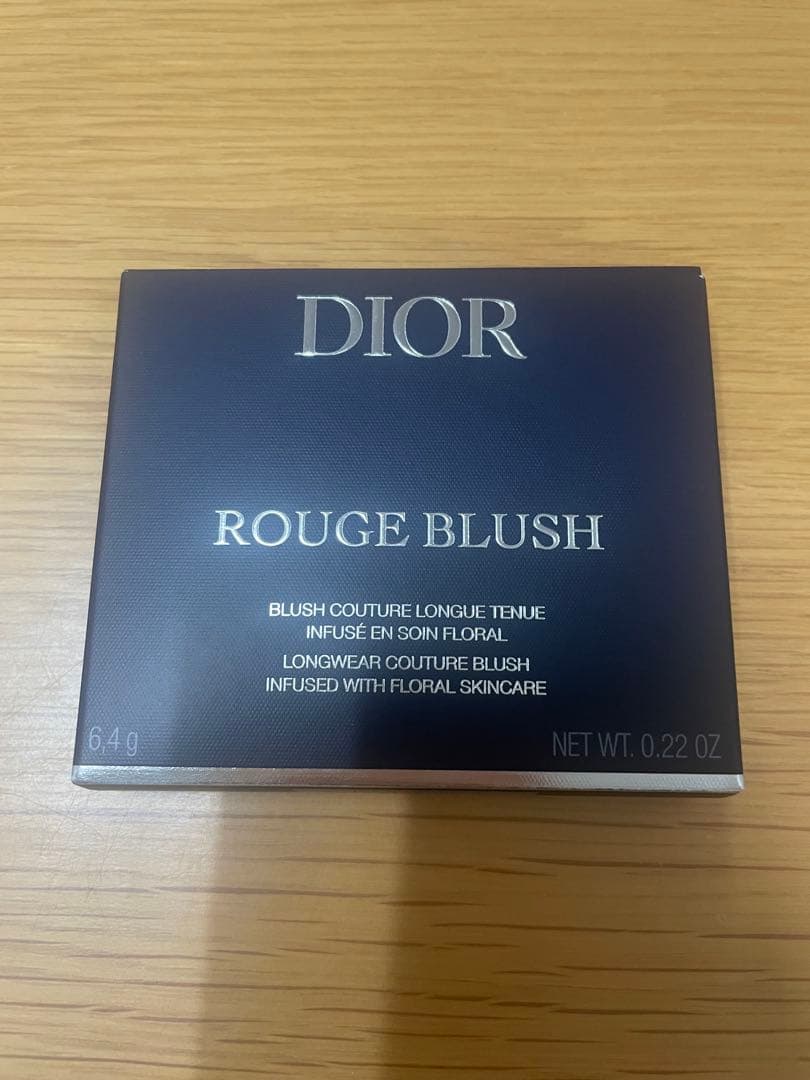 DIOR
ROUGE BLUSH
BLUSH COUTURE LONGUE TENUE
INFUSÉ EN SOIN FLORAL
LONGWEAR COUTURE BLUSH
INFUSED WITH FLORAL SKINCARE
6,4 g
NET WT. 0.22 OZ